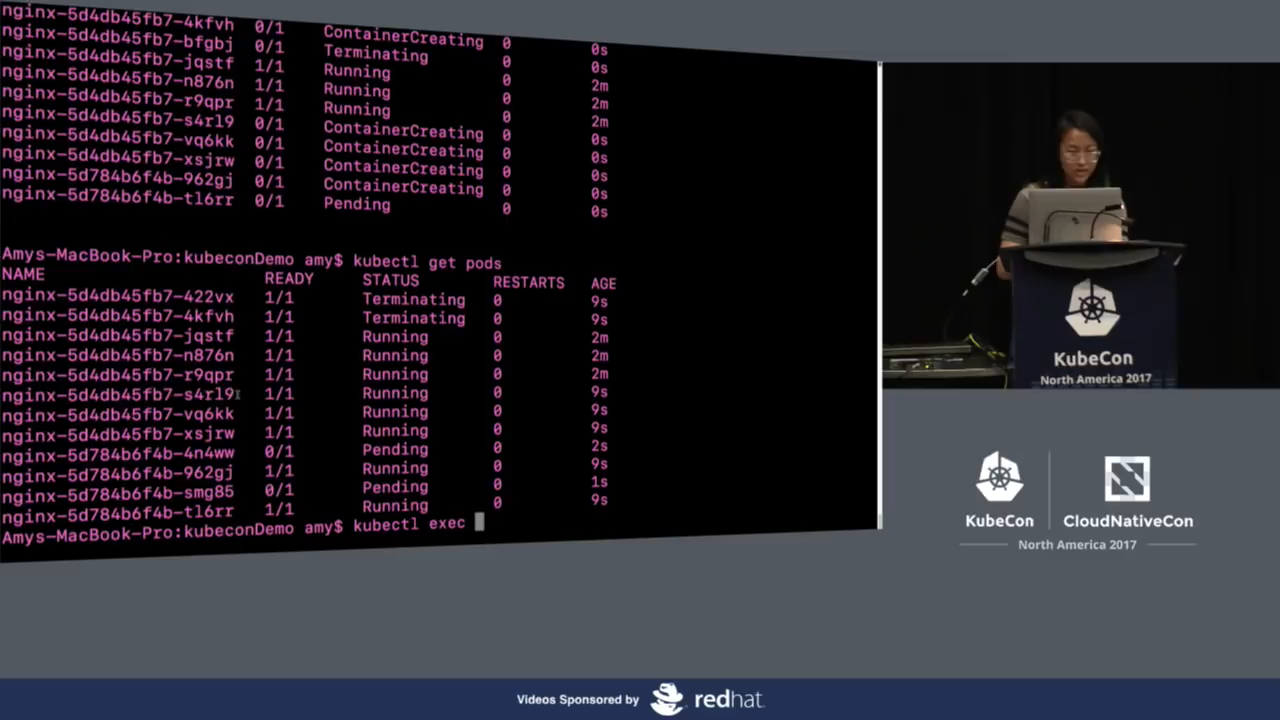 nginx-5d4db45fb7-4kfvh 0/1 ContainerCreating 0 0s
nginx-5d4db45fb7-bfgbj 0/1 Terminating 0 0s
nginx-5d4db45fb7-jqstf 1/1 Running 0 2m
nginx-5d4db45fb7-n876n 1/1 Running 0 2m
nginx-5d4db45fb7-r9qpr 1/1 Running 0 2m
nginx-5d4db45fb7-s4rl9 0/1 ContainerCreating 0 0s
nginx-5d4db45fb7-vq6kk 0/1 ContainerCreating 0 0s
nginx-5d4db45fb7-xsjrw 0/1 ContainerCreating 0 0s
nginx-5d784b6f4b-962gj 0/1 ContainerCreating 0 0s
nginx-5d784b6f4b-tl6rr 0/1 Pending 0 0s
Amys-MacBook-Pro:kubeconDemo amy$ kubectl get pods
NAME READY STATUS RESTARTS AGE
nginx-5d4db45fb7-422vx 1/1 Terminating 0 9s
nginx-5d4db45fb7-4kfvh 1/1 Terminating 0 9s
nginx-5d4db45fb7-jqstf 1/1 Running 0 2m
nginx-5d4db45fb7-n876n 1/1 Running 0 2m
nginx-5d4db45fb7-r9qpr 1/1 Running 0 2m
nginx-5d4db45fb7-s4rl9 1/1 Running 0 9s
nginx-5d4db45fb7-vq6kk 1/1 Running 0 9s
nginx-5d4db45fb7-xsjrw 1/1 Running 0 9s
nginx-5d784b6f4b-4n4ww 0/1 Pending 0 2s
nginx-5d784b6f4b-962gj 1/1 Running 0 9s
nginx-5d784b6f4b-smg85 0/1 Pending 0 1s
nginx-5d784b6f4b-tl6rr 1/1 Running 0 9s
Amys-MacBook-Pro:kubeconDemo amy$ kubectl exec
KubeCon
North America 2017
KubeCon
CloudNativeCon
North America 2017
Videos Sponsored by redhat.